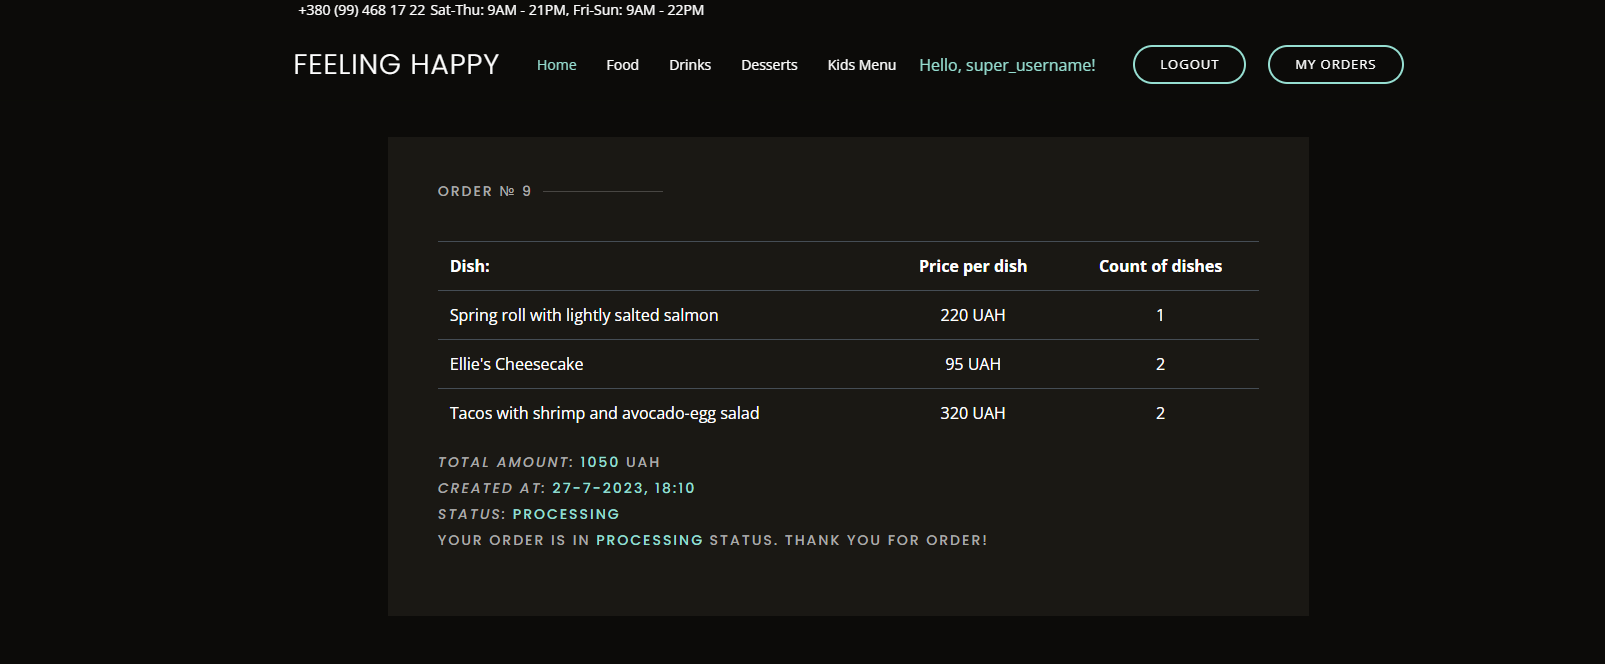 +380 (99) 468 17 22 Sat-Thu: 9AM - 21PM, Fri-Sun: 9AM - 22PM
FEELING HAPPY Home Food Drinks Desserts Kids Menu Hello, super_username! LOGOUT MY ORDERS
ORDER № 9
Dish: Price per dish Count of dishes
Spring roll with lightly salted salmon 220 UAH 1
Ellie's Cheesecake 95 UAH 2
Tacos with shrimp and avocado-egg salad 320 UAH 2
TOTAL AMOUNT: 1050 UAH
CREATED AT: 27-7-2023, 18:10
STATUS: PROCESSING
YOUR ORDER IS IN PROCESSING STATUS. THANK YOU FOR ORDER!